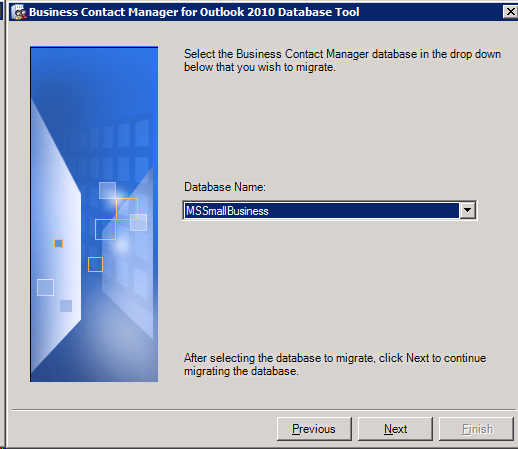 Business Contact Manager for Outlook 2010 Database Tool
Select the Business Contact Manager database in the drop down
below that you wish to migrate.
Database Name:
MSSmallBusiness
After selecting the database to migrate, click Next to continue
migrating the database.
Previous
Next
Finish